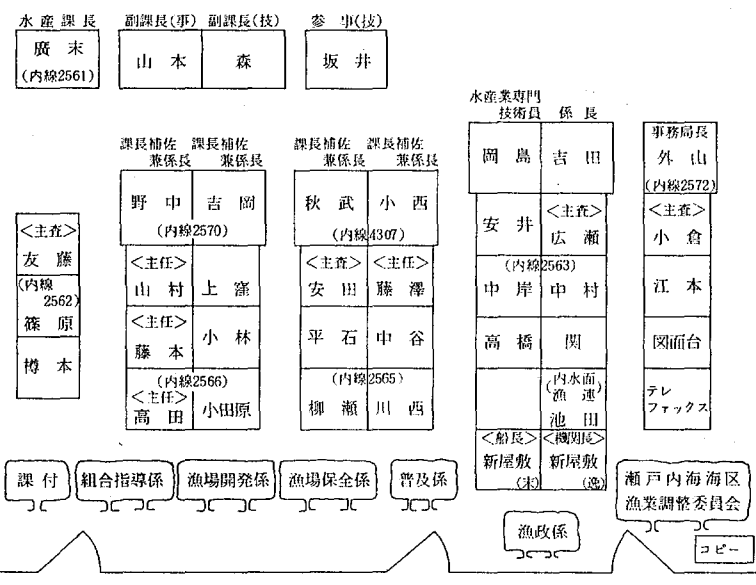 水産課長 副課長(事) 副課長(技) 参事(技)
廣末 山本 森 坂井
(内線2561)
水産業専門
技術員 係長
課長補佐 課長補佐 課長補佐 課長補佐
兼係長 兼係長 兼係長 兼係長
岡島 吉田
事務局長
外山
(内線2572)
野中 吉岡
(内線2570)
秋武 小西
(内線4307)
安井
<主査>
広瀬
(内線2563)
<主査>
小倉
<主査>
友藤
(内線
2562)
篠原
樽本
<主任>
山村 上窪
<主任>
藤本 小林
(内線2566)
<主任>
高田 小田原
<主査> <主任>
安田 藤澤
平石 中谷
(内線2565)
柳瀬 川西
中岸 中村
高橋 関
(内水面
漁連)
池田
<船長> <機関長>
新屋敷 新屋敷
(末) (逸)
江本
図面台
テレ
ファックス
課付 組合指導係 漁場開発係 漁場保全係 普及係
漁政係
瀬戸内海海区
漁業調整委員会
コピー